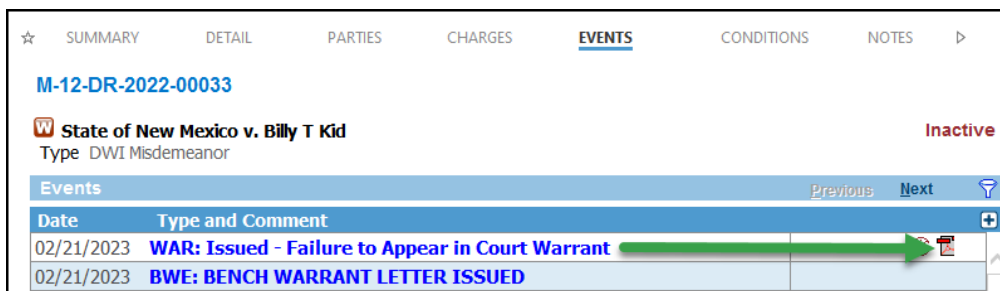 SUMMARY DETAIL PARTIES CHARGES EVENTS CONDITIONS NOTES
M-12-DR-2022-00033
W State of New Mexico v. Billy T Kid Inactive
Type DWI Misdemeanor
Events Previous Next
Date Type and Comment
02/21/2023 WAR: Issued - Failure to Appear in Court Warrant
02/21/2023 BWE: BENCH WARRANT LETTER ISSUED